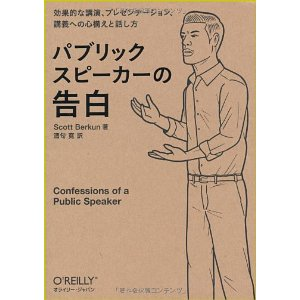 効果的な講演、プレゼンテーション、
講義への心構えと話し方
パブリック
スピーカーの
告白
Scott Berkun 著
酒匂 寛 訳
Confessions of a
Public Speaker
O'REILLY®
オライリー・ジャパン